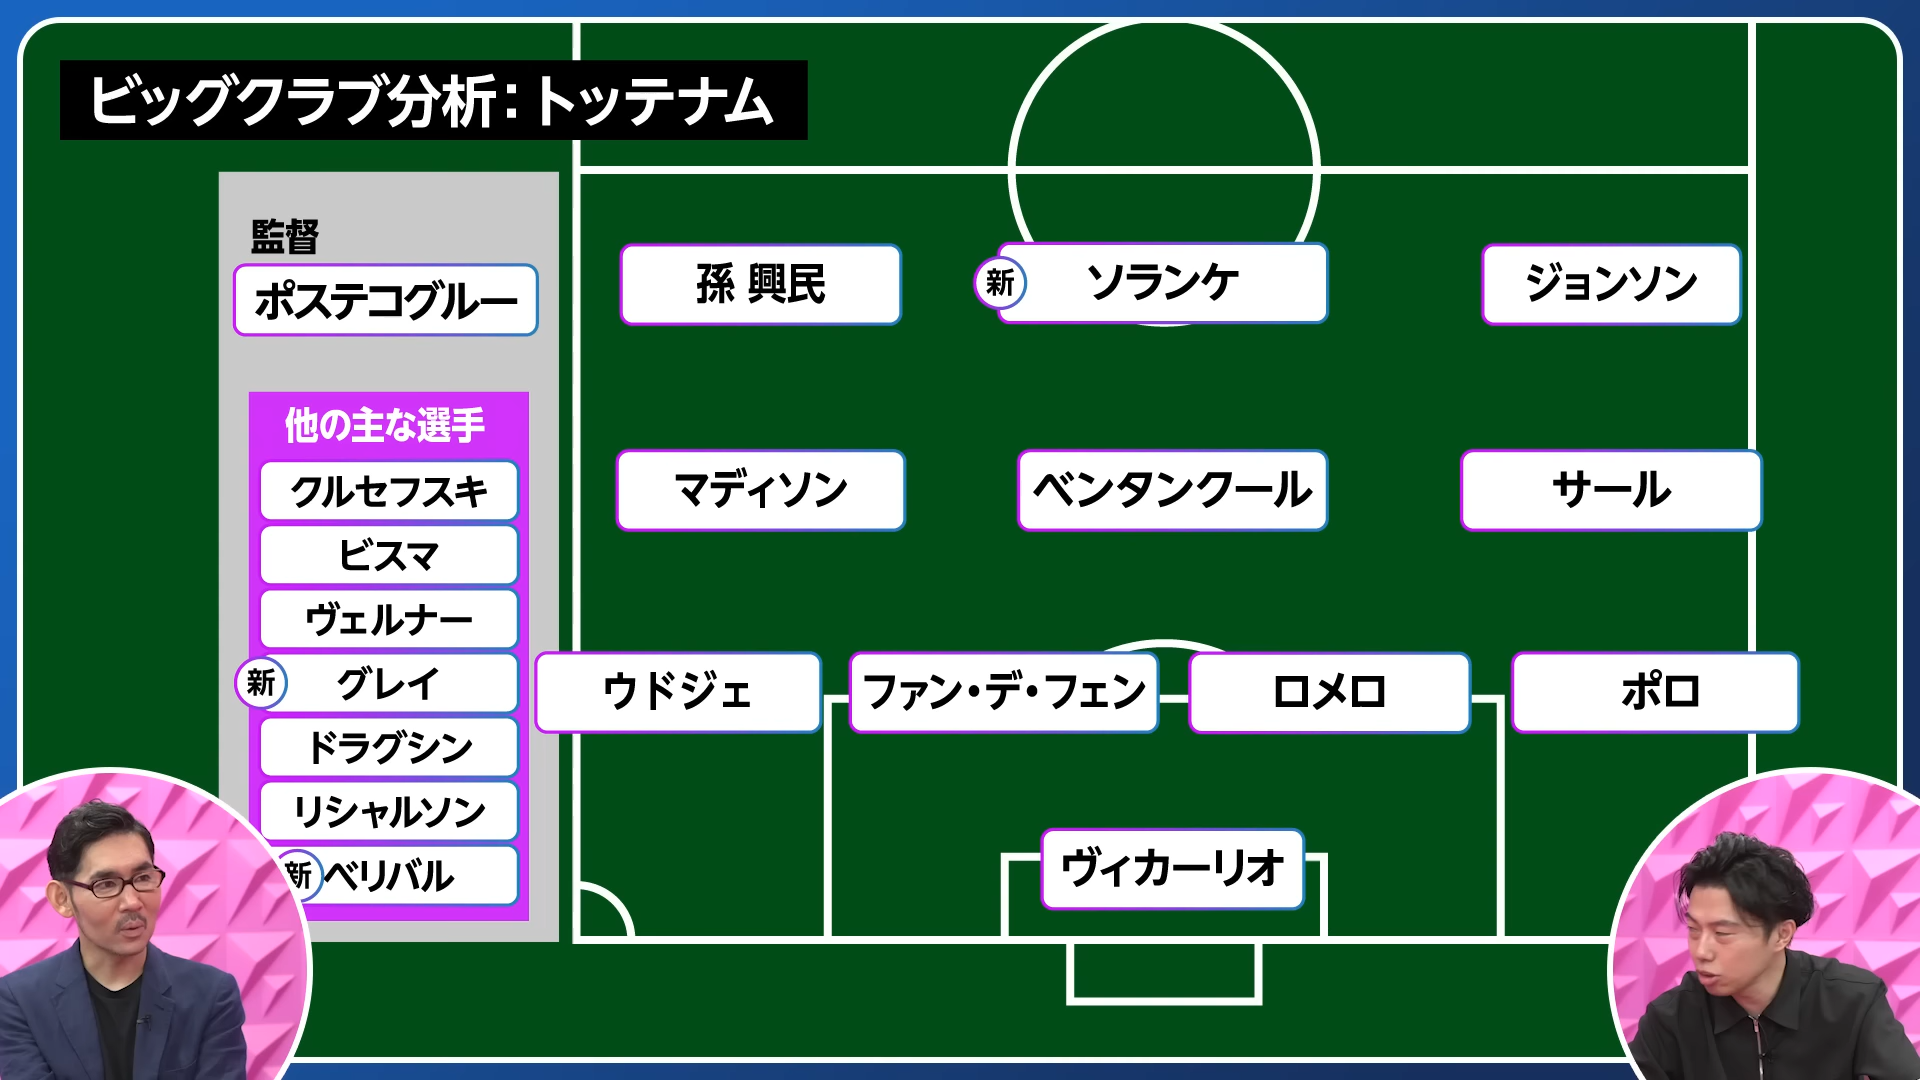 ビッグクラブ分析：トッテナム
監督
ポステコグルー
他の主な選手
クルセフスキ
ビスマ
ヴェルナー
新 グレイ
ドラグシン
リシャルソン
新 ベリバル
孫 興民
新 ソランケ
ジョンソン
マディソン
ベンタンクール
サール
ウドジェ
ファン・デ・フェン
ロメロ
ポロ
ヴィカーリオ